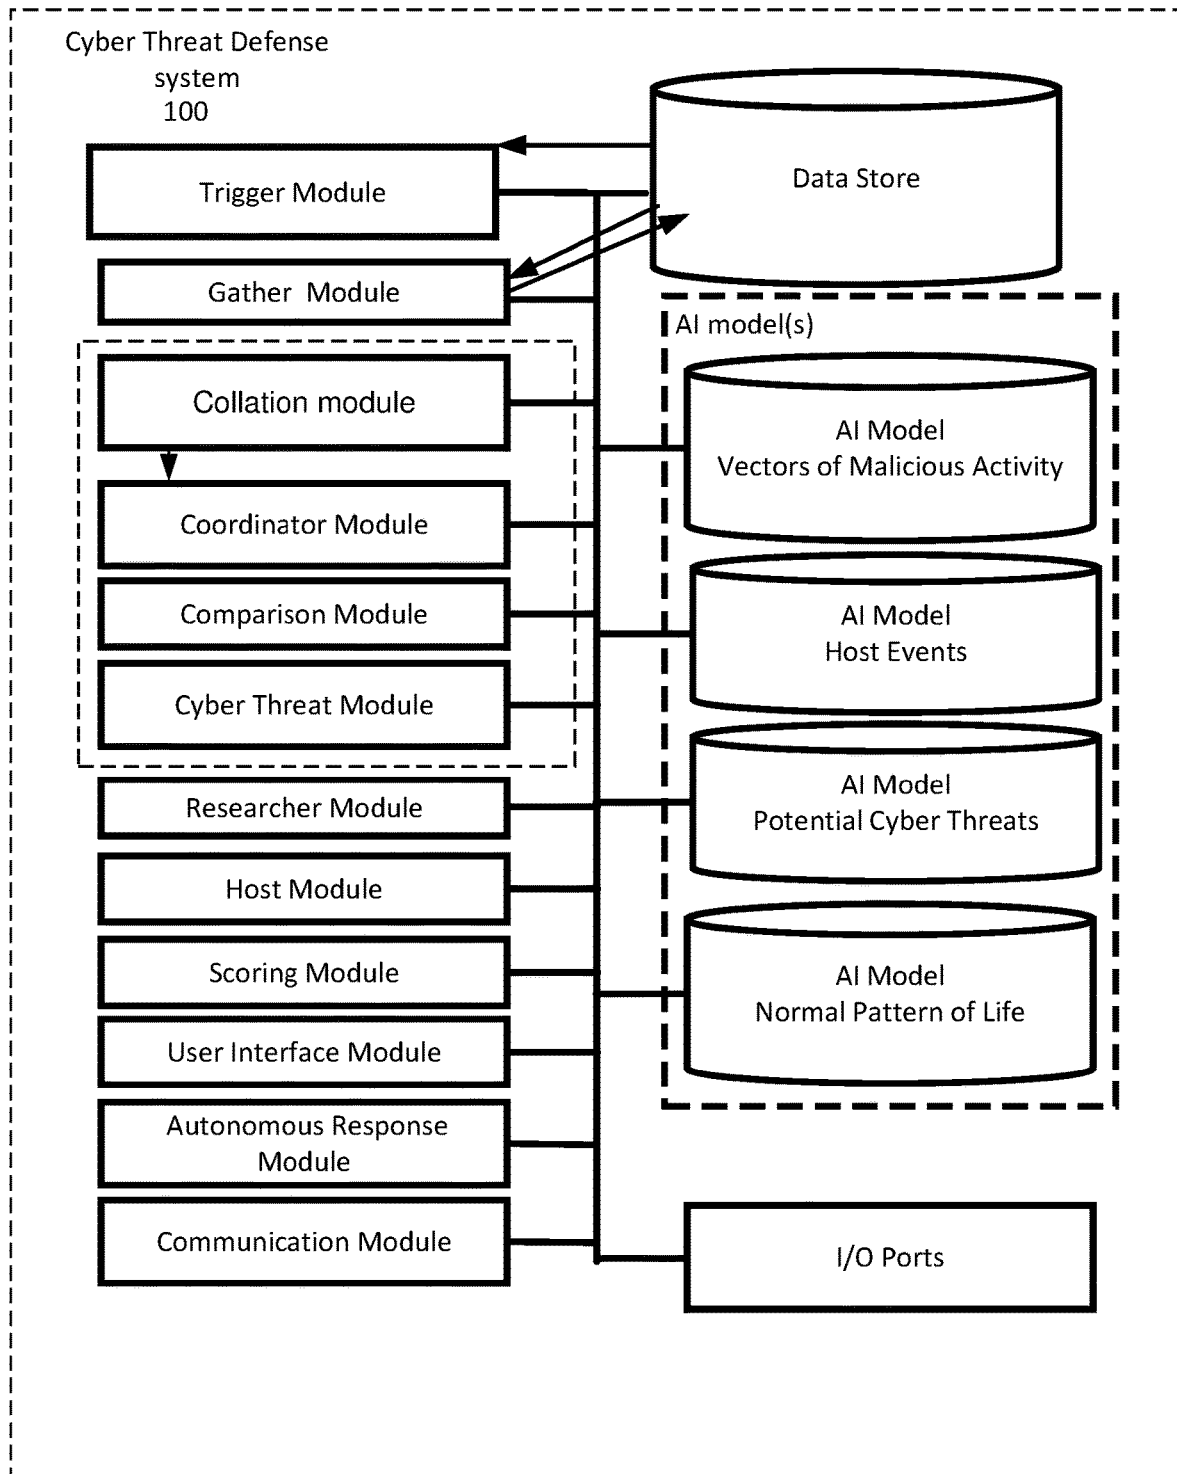 Cyber Threat Defense
system
100
Trigger Module
Data Store
Gather Module
AI model(s)
Collation module
AI Model
Vectors of Malicious Activity
Coordinator Module
Comparison Module
AI Model
Host Events
Cyber Threat Module
AI Model
Potential Cyber Threats
Researcher Module
Host Module
Scoring Module
AI Model
Normal Pattern of Life
User Interface Module
Autonomous Response
Module
Communication Module
I/O Ports